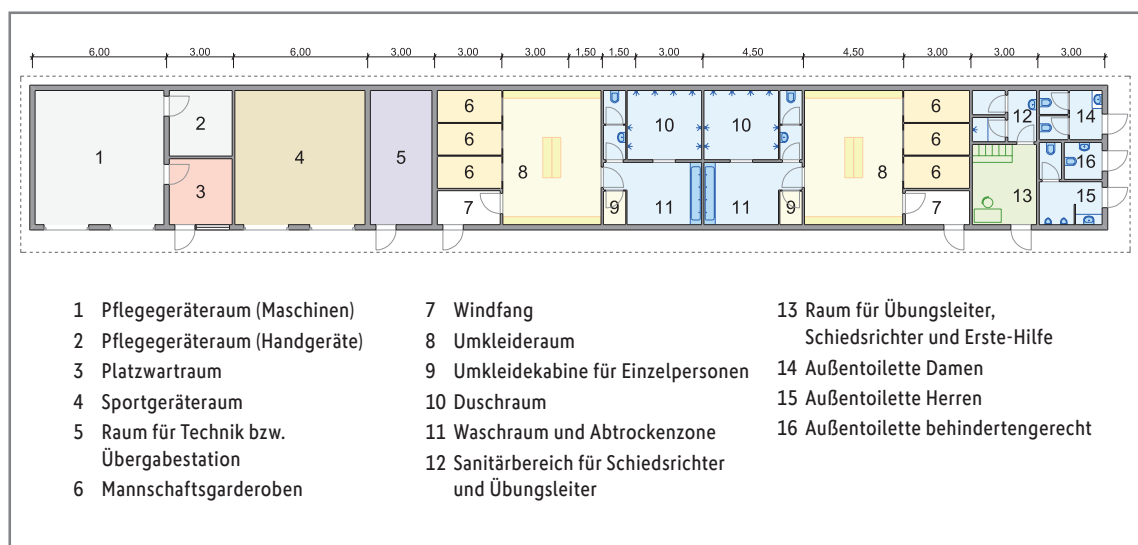 6,00 3,00 6,00 3,00 3,00 3,00 1,50 1,50 3,00 4,50 4,50 3,00 3,00 3,00
1 2 3 4 5 6 6 6 7 8 9 10 11 10 11 9 8 6 6 6 7 12 13 14 16 15
1 Pflegegeräteraum (Maschinen)
2 Pflegegeräteraum (Handgeräte)
3 Platzwartraum
4 Sportgeräteraum
5 Raum für Technik bzw.
Übergabestation
6 Mannschaftsgarderoben
7 Windfang
8 Umkleideraum
9 Umkleidekabine für Einzelpersonen
10 Duschraum
11 Waschraum und Abtrockenzone
12 Sanitärbereich für Schiedsrichter
und Übungsleiter
13 Raum für Übungsleiter,
Schiedsrichter und Erste-Hilfe
14 Außentoilette Damen
15 Außentoilette Herren
16 Außentoilette behindertengerecht